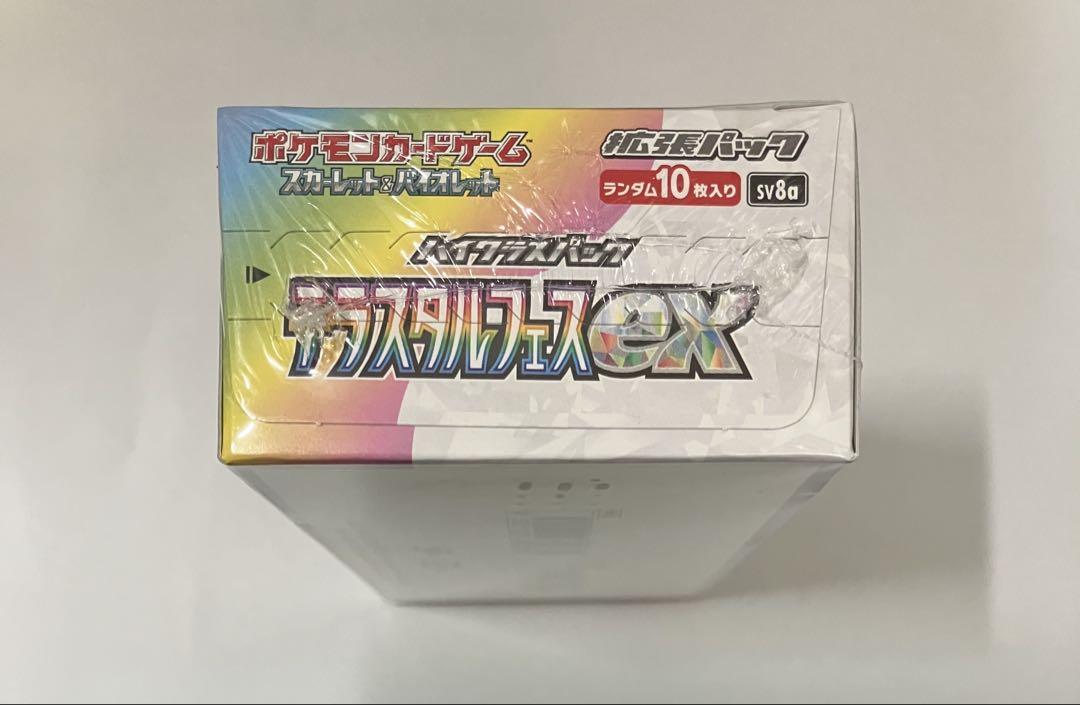 ポケモンカードゲーム™
スカーレット&バイオレット
拡張パック
ランダム10枚入り SV8a
ハイクラスパック
テラスタルフェスex